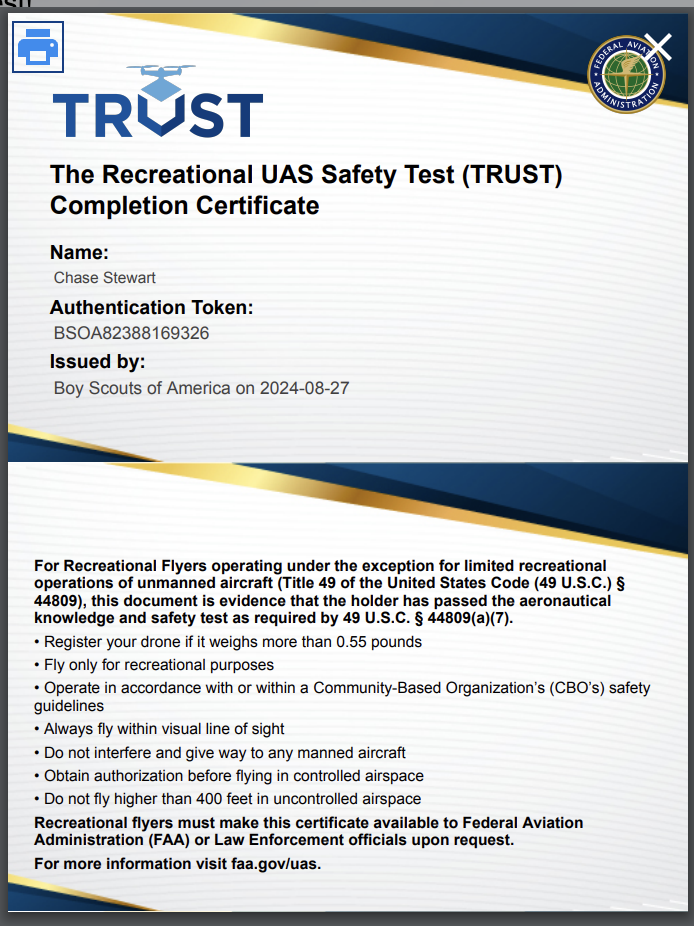 TRUST
FEDERAL AVIATION
ADMINISTRATION
The Recreational UAS Safety Test (TRUST)
Completion Certificate
Name:
Chase Stewart
Authentication Token:
BSOA82388169326
Issued by:
Boy Scouts of America on 2024-08-27
For Recreational Flyers operating under the exception for limited recreational
operations of unmanned aircraft (Title 49 of the United States Code (49 U.S.C.) §
44809), this document is evidence that the holder has passed the aeronautical
knowledge and safety test as required by 49 U.S.C. § 44809(a)(7).
• Register your drone if it weighs more than 0.55 pounds
• Fly only for recreational purposes
• Operate in accordance with or within a Community-Based Organization's (CBO's) safety
guidelines
• Always fly within visual line of sight
• Do not interfere and give way to any manned aircraft
• Obtain authorization before flying in controlled airspace
• Do not fly higher than 400 feet in uncontrolled airspace
Recreational flyers must make this certificate available to Federal Aviation
Administration (FAA) or Law Enforcement officials upon request.
For more information visit faa.gov/uas.